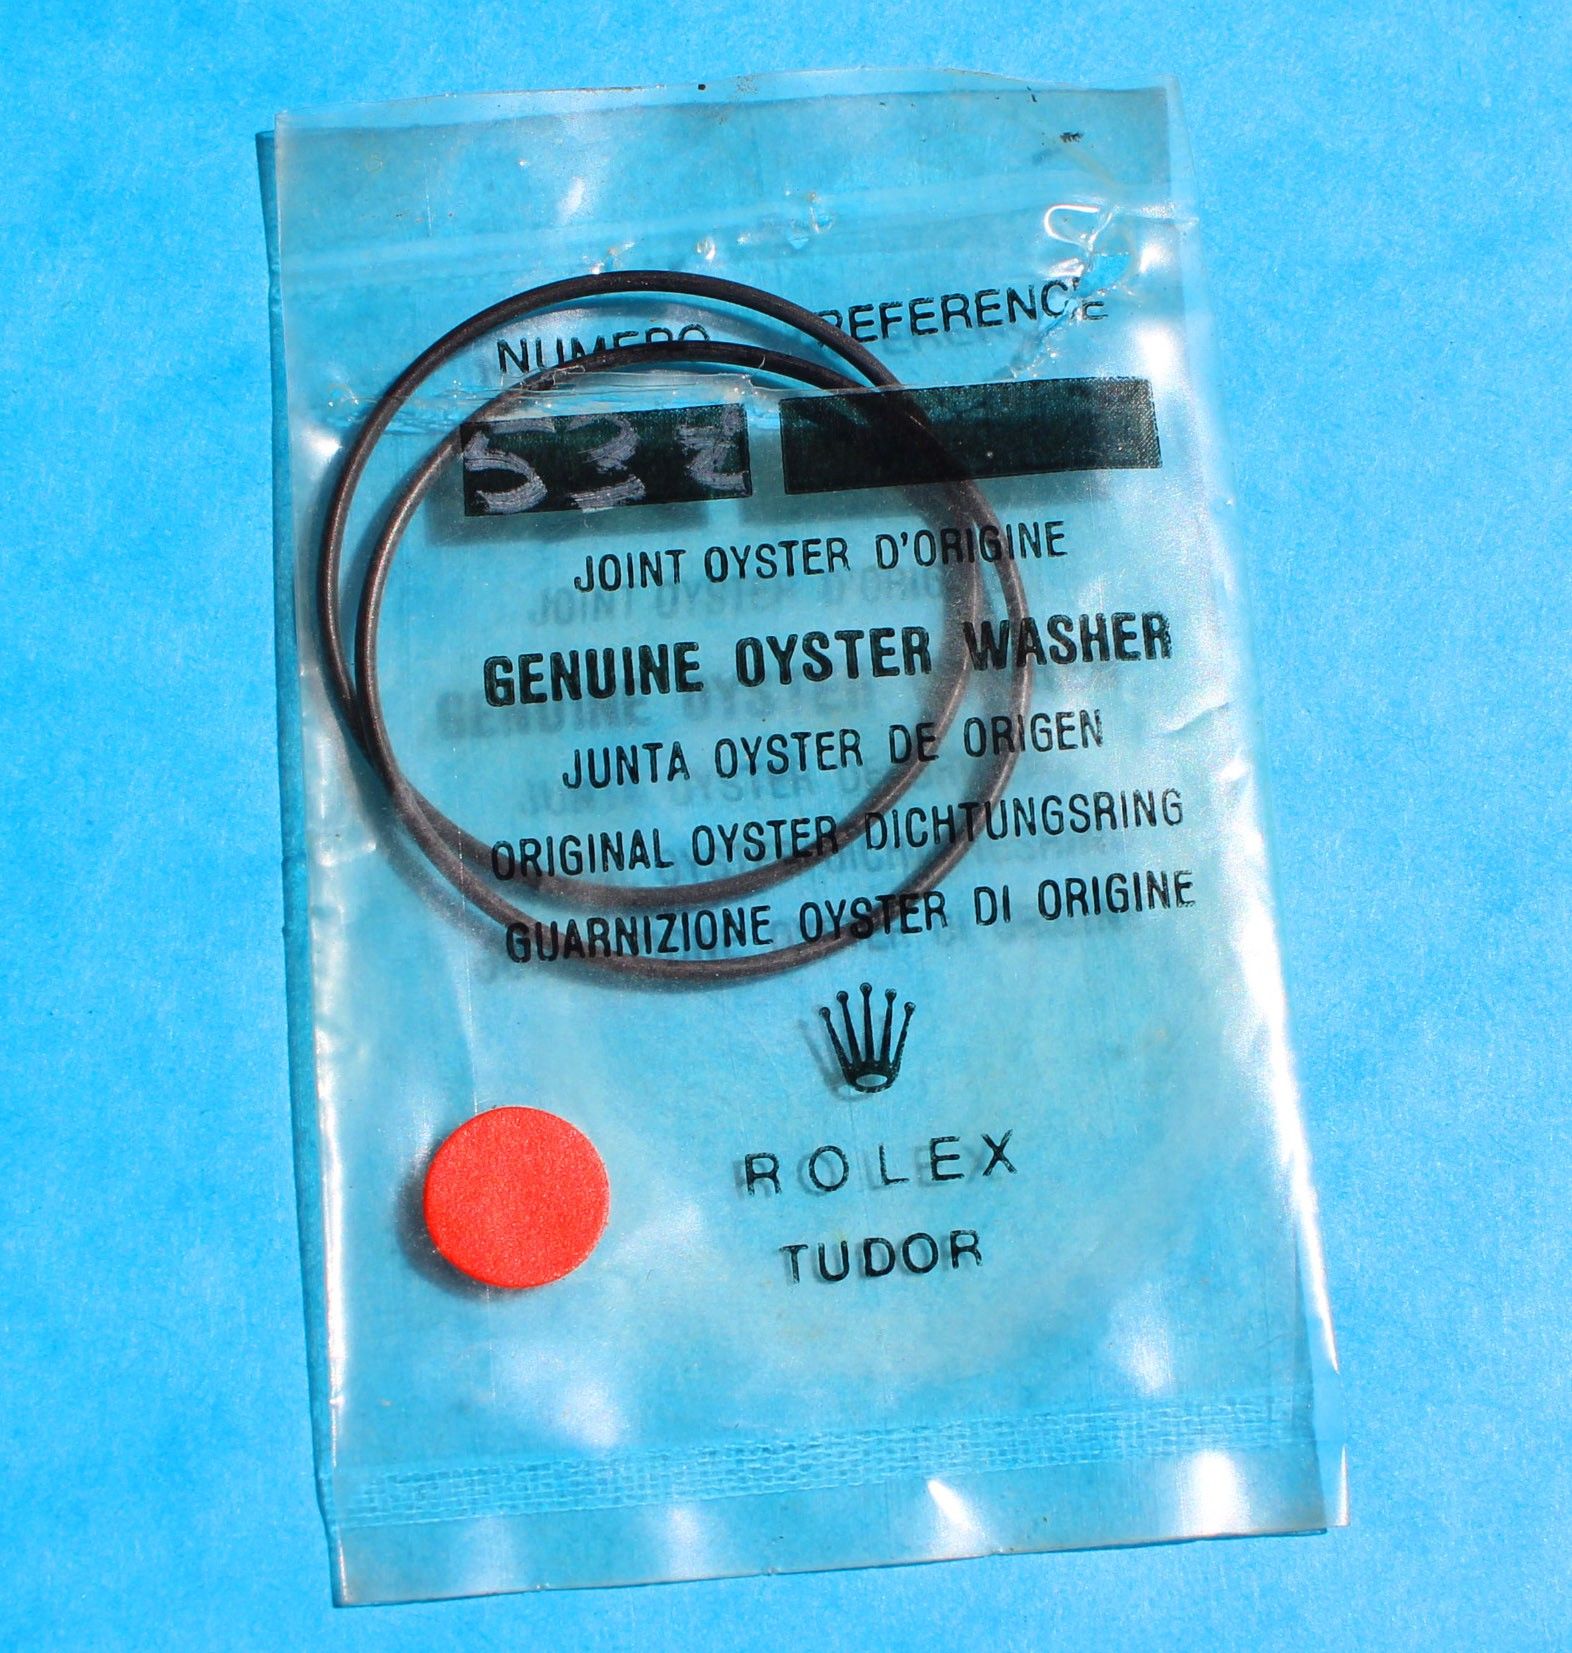 NUMERO REFERENCE
JOINT OYSTER D'ORIGINE
GENUINE OYSTER WASHER
JUNTA OYSTER DE ORIGEN
ORIGINAL OYSTER DICHTUNGSRING
GUARNIZIONE OYSTER DI ORIGINE
ROLEX
TUDOR